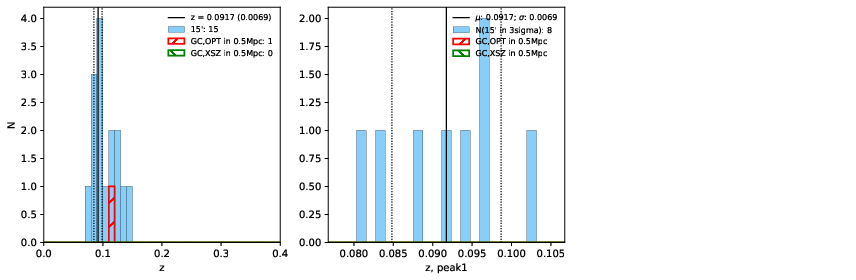 z = 0.0917 (0.0069)
15': 15
GC,OPT in 0.5Mpc: 1
GC,XSZ in 0.5Mpc: 0
4.0
3.5
3.0
2.5
2.0
1.5
1.0
0.5
0.0
N
0.0 0.1 0.2 0.3 0.4
z
μ: 0.0917; σ: 0.0069
N(15' in 3sigma): 8
GC,OPT in 0.5Mpc
GC,XSZ in 0.5Mpc
2.00
1.75
1.50
1.25
1.00
0.75
0.50
0.25
0.00
0.080 0.085 0.090 0.095 0.100 0.105
z, peak1